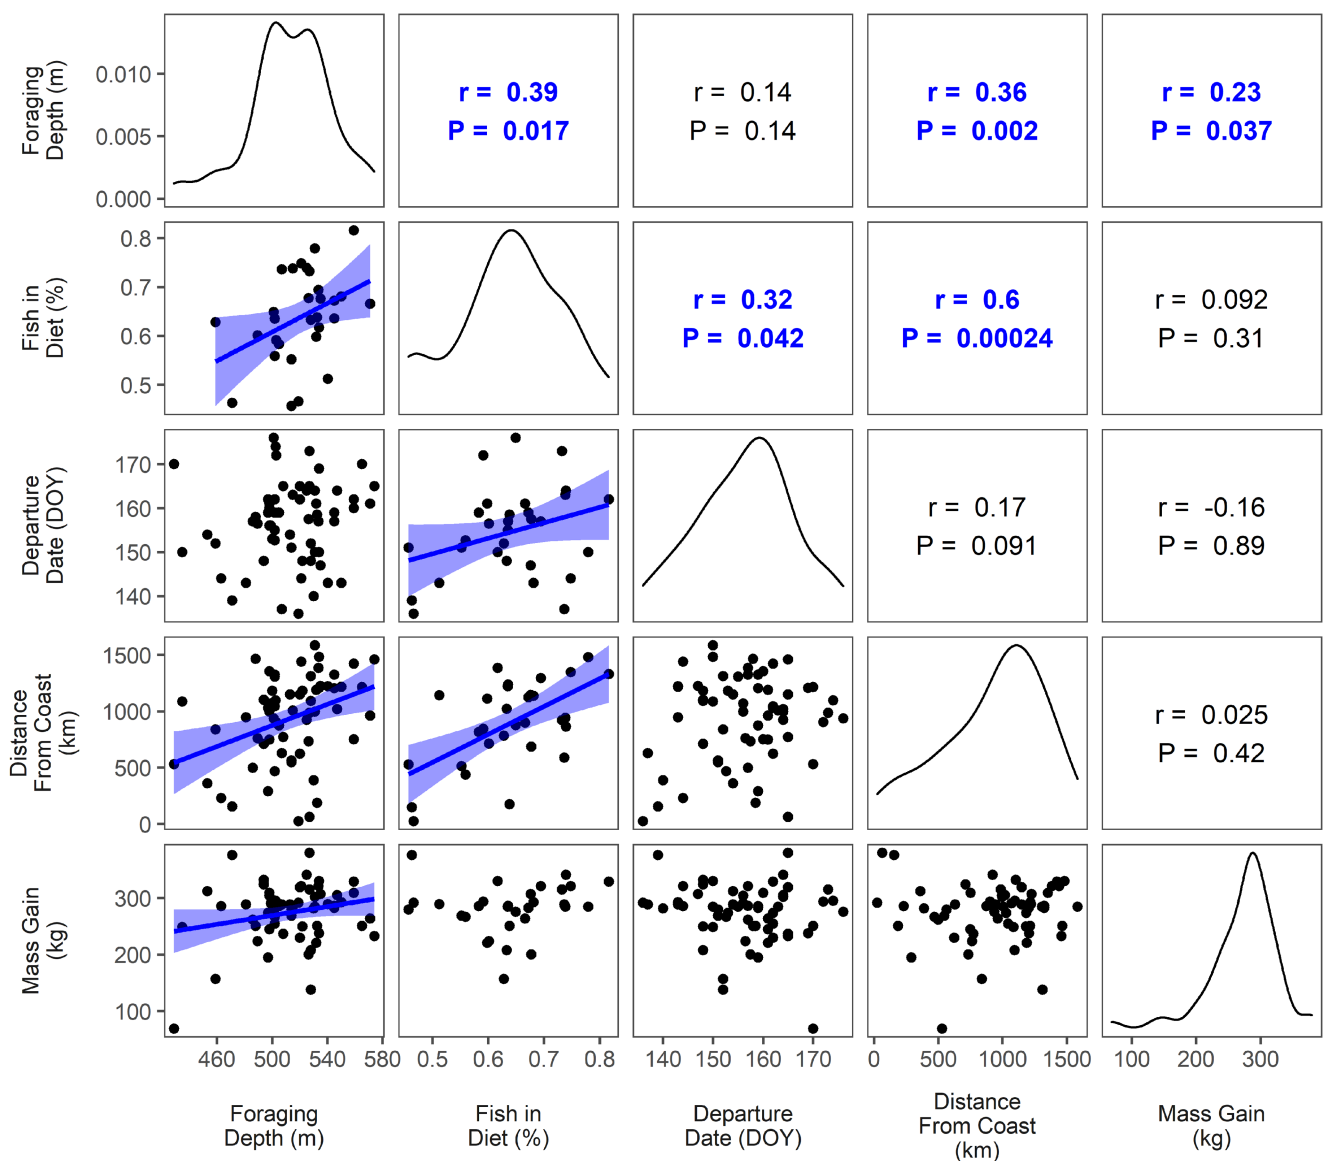 Foraging
Depth (m)
0.010
0.005
0.000
r = 0.39
P = 0.017
r = 0.14
P = 0.14
r = 0.36
P = 0.002
r = 0.23
P = 0.037
Fish in
Diet (%)
0.8
0.7
0.6
0.5
r = 0.32
P = 0.042
r = 0.6
P = 0.00024
r = 0.092
P = 0.31
Departure
Date (DOY)
170
160
150
140
r = 0.17
P = 0.091
r = -0.16
P = 0.89
Distance
From Coast
(km)
1500
1000
500
0
r = 0.025
P = 0.42
Mass Gain
(kg)
300
200
100
460 500 540 580
0.5 0.6 0.7 0.8
140 150 160 170
0 500 1000 1500
100 200 300
Foraging
Depth (m)
Fish in
Diet (%)
Departure
Date (DOY)
Distance
From Coast
(km)
Mass Gain
(kg)